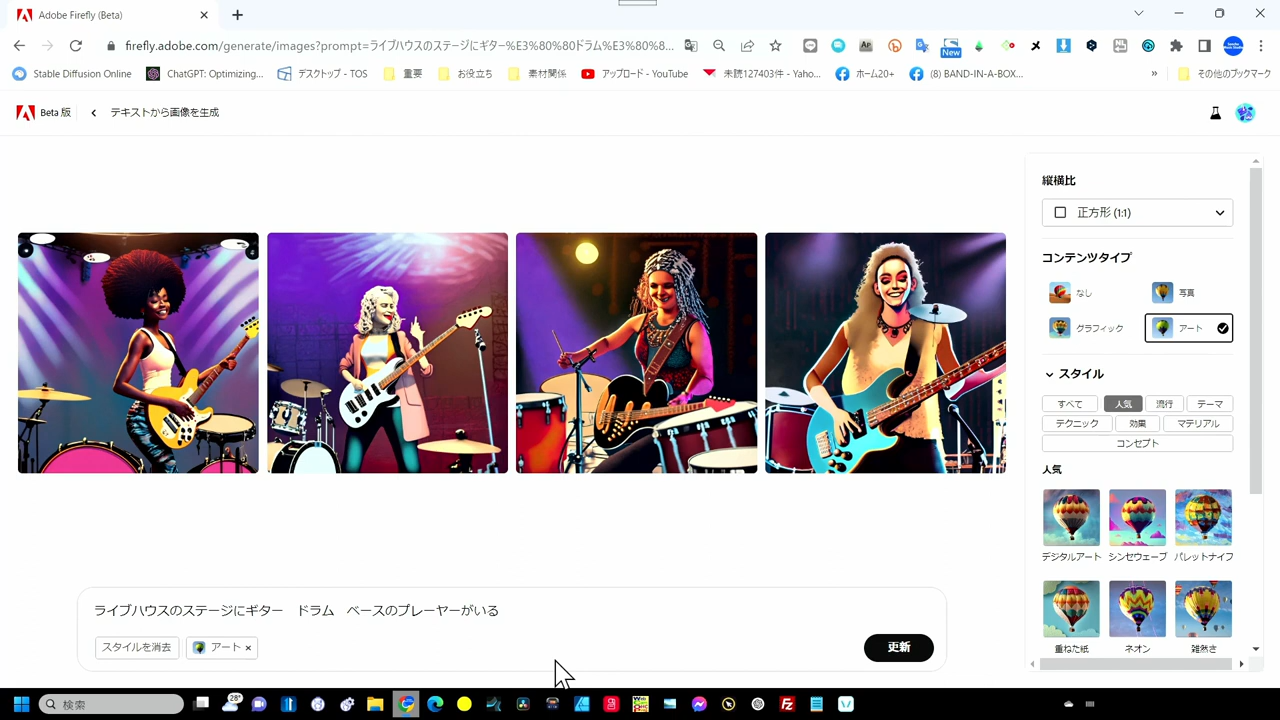 Adobe Firefly (Beta)
firefly.adobe.com/generate/images?prompt=ライブハウスのステージにギター%E3%80%80ドラム%E3%80%8...
New
Stable Diffusion Online
ChatGPT: Optimizing...
デスクトップ - TOS
重要
お役立ち
素材関係
アップロード - YouTube
未読127403件 - Yaho...
ホーム20+
(8) BAND-IN-A-BOX...
»
その他のブックマーク
Beta 版
テキストから画像を生成
縦横比
正方形 (1:1)
コンテンツタイプ
なし
写真
グラフィック
アート
スタイル
すべて
人気
流行
テーマ
テクニック
効果
マテリアル
コンセプト
人気
デジタルアート
シンセウェーブ
パレットナイフ
重ねた紙
ネオン
雑然さ
ライブハウスのステージにギター　ドラム　ベースのプレーヤーがいる
スタイルを消去
アート ×
更新
検索
28°